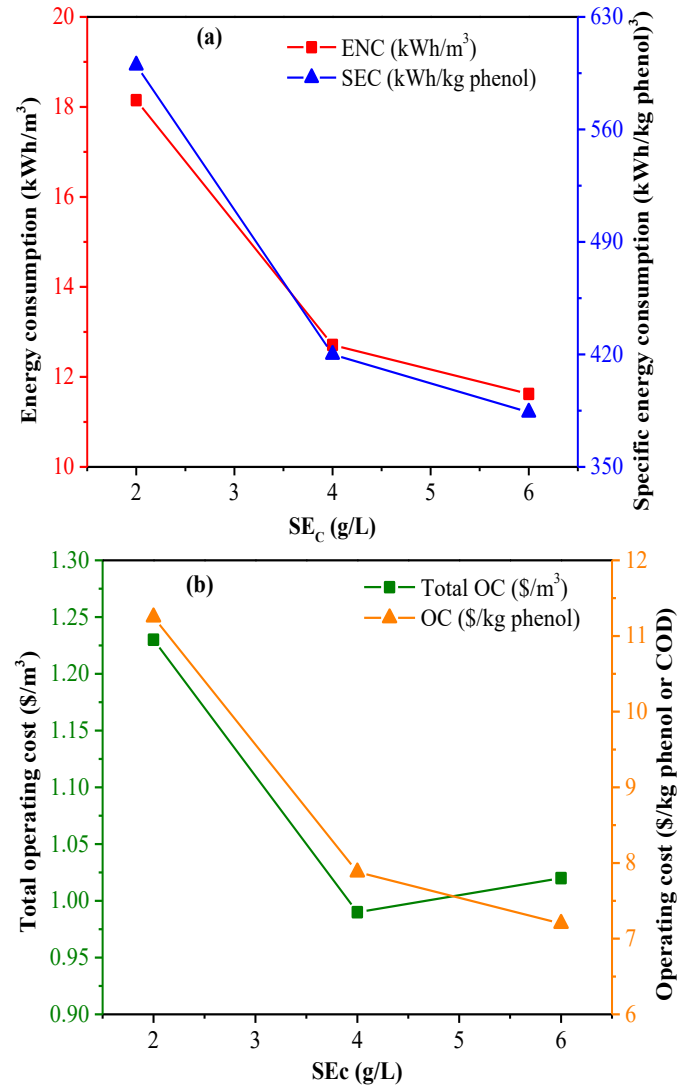 (a)
ENC (kWh/m³)
SEC (kWh/kg phenol)
Energy consumption (kWh/m³)
20
18
16
14
12
10
Specific energy consumption (kWh/kg phenol)³)
630
560
490
420
350
2 3 4 5 6
SE_C (g/L)
(b)
Total OC ($/m³)
OC ($/kg phenol)
Total operating cost ($/m³)
1.30
1.25
1.20
1.15
1.10
1.05
1.00
0.95
0.90
Operating cost ($/kg phenol or COD)
12
11
10
9
8
7
6
2 3 4 5 6
SEc (g/L)